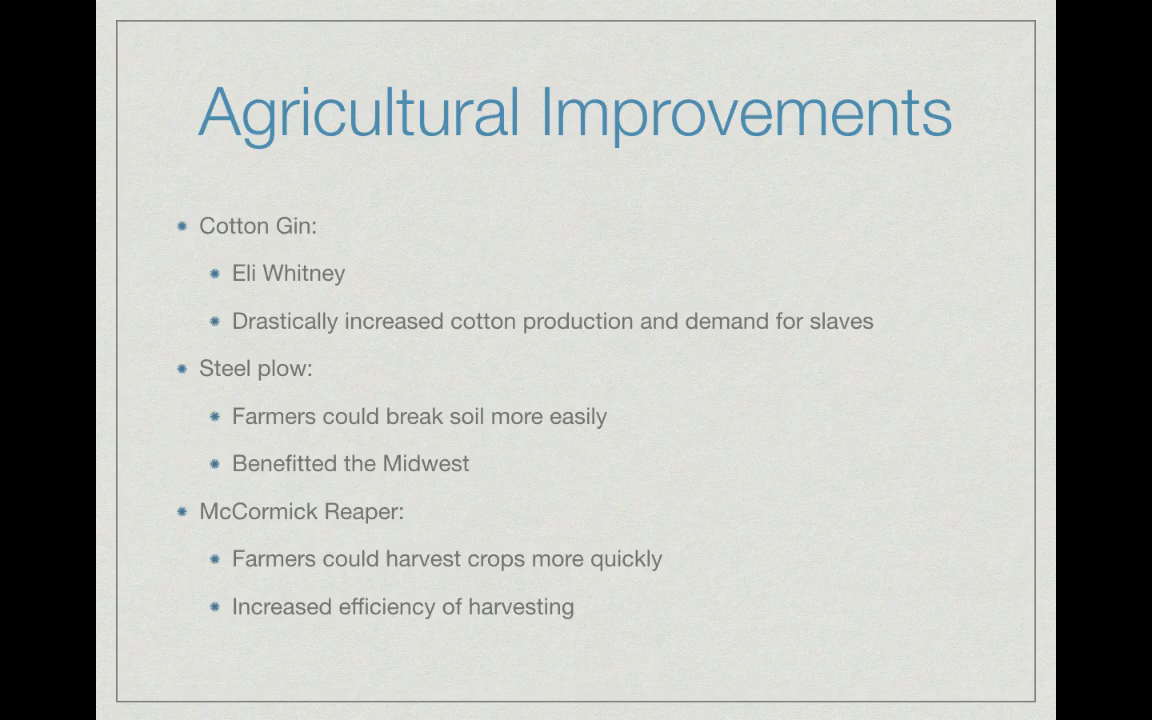 Agricultural Improvements
Cotton Gin:
Eli Whitney
Drastically increased cotton production and demand for slaves
Steel plow:
Farmers could break soil more easily
Benefitted the Midwest
McCormick Reaper:
Farmers could harvest crops more quickly
Increased efficiency of harvesting